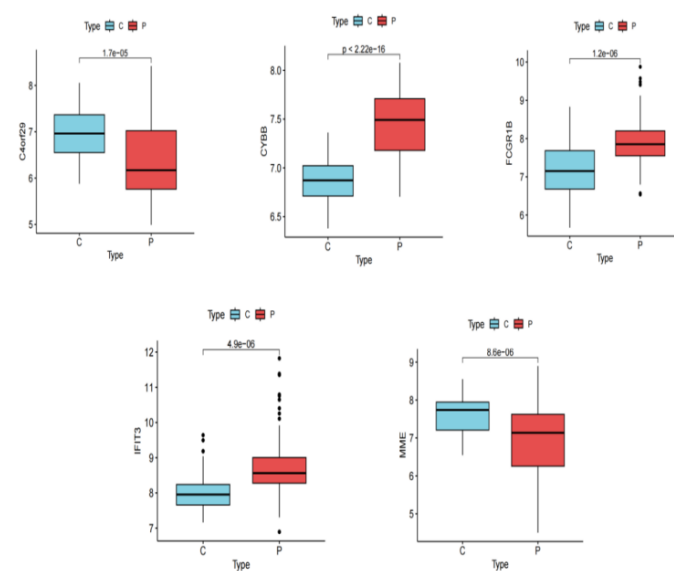 Type C P
1.7e-05
C4orf29
8
7
6
5
C P
Type
Type C P
p < 2.22e-16
CYBB
8.0
7.5
7.0
6.5
C P
Type
Type C P
1.2e-06
FCGR1B
10
9
8
7
6
C P
Type
Type C P
4.9e-06
IFIT3
12
11
10
9
8
7
C P
Type
Type C P
8.6e-06
MME
9
8
7
6
5
C P
Type